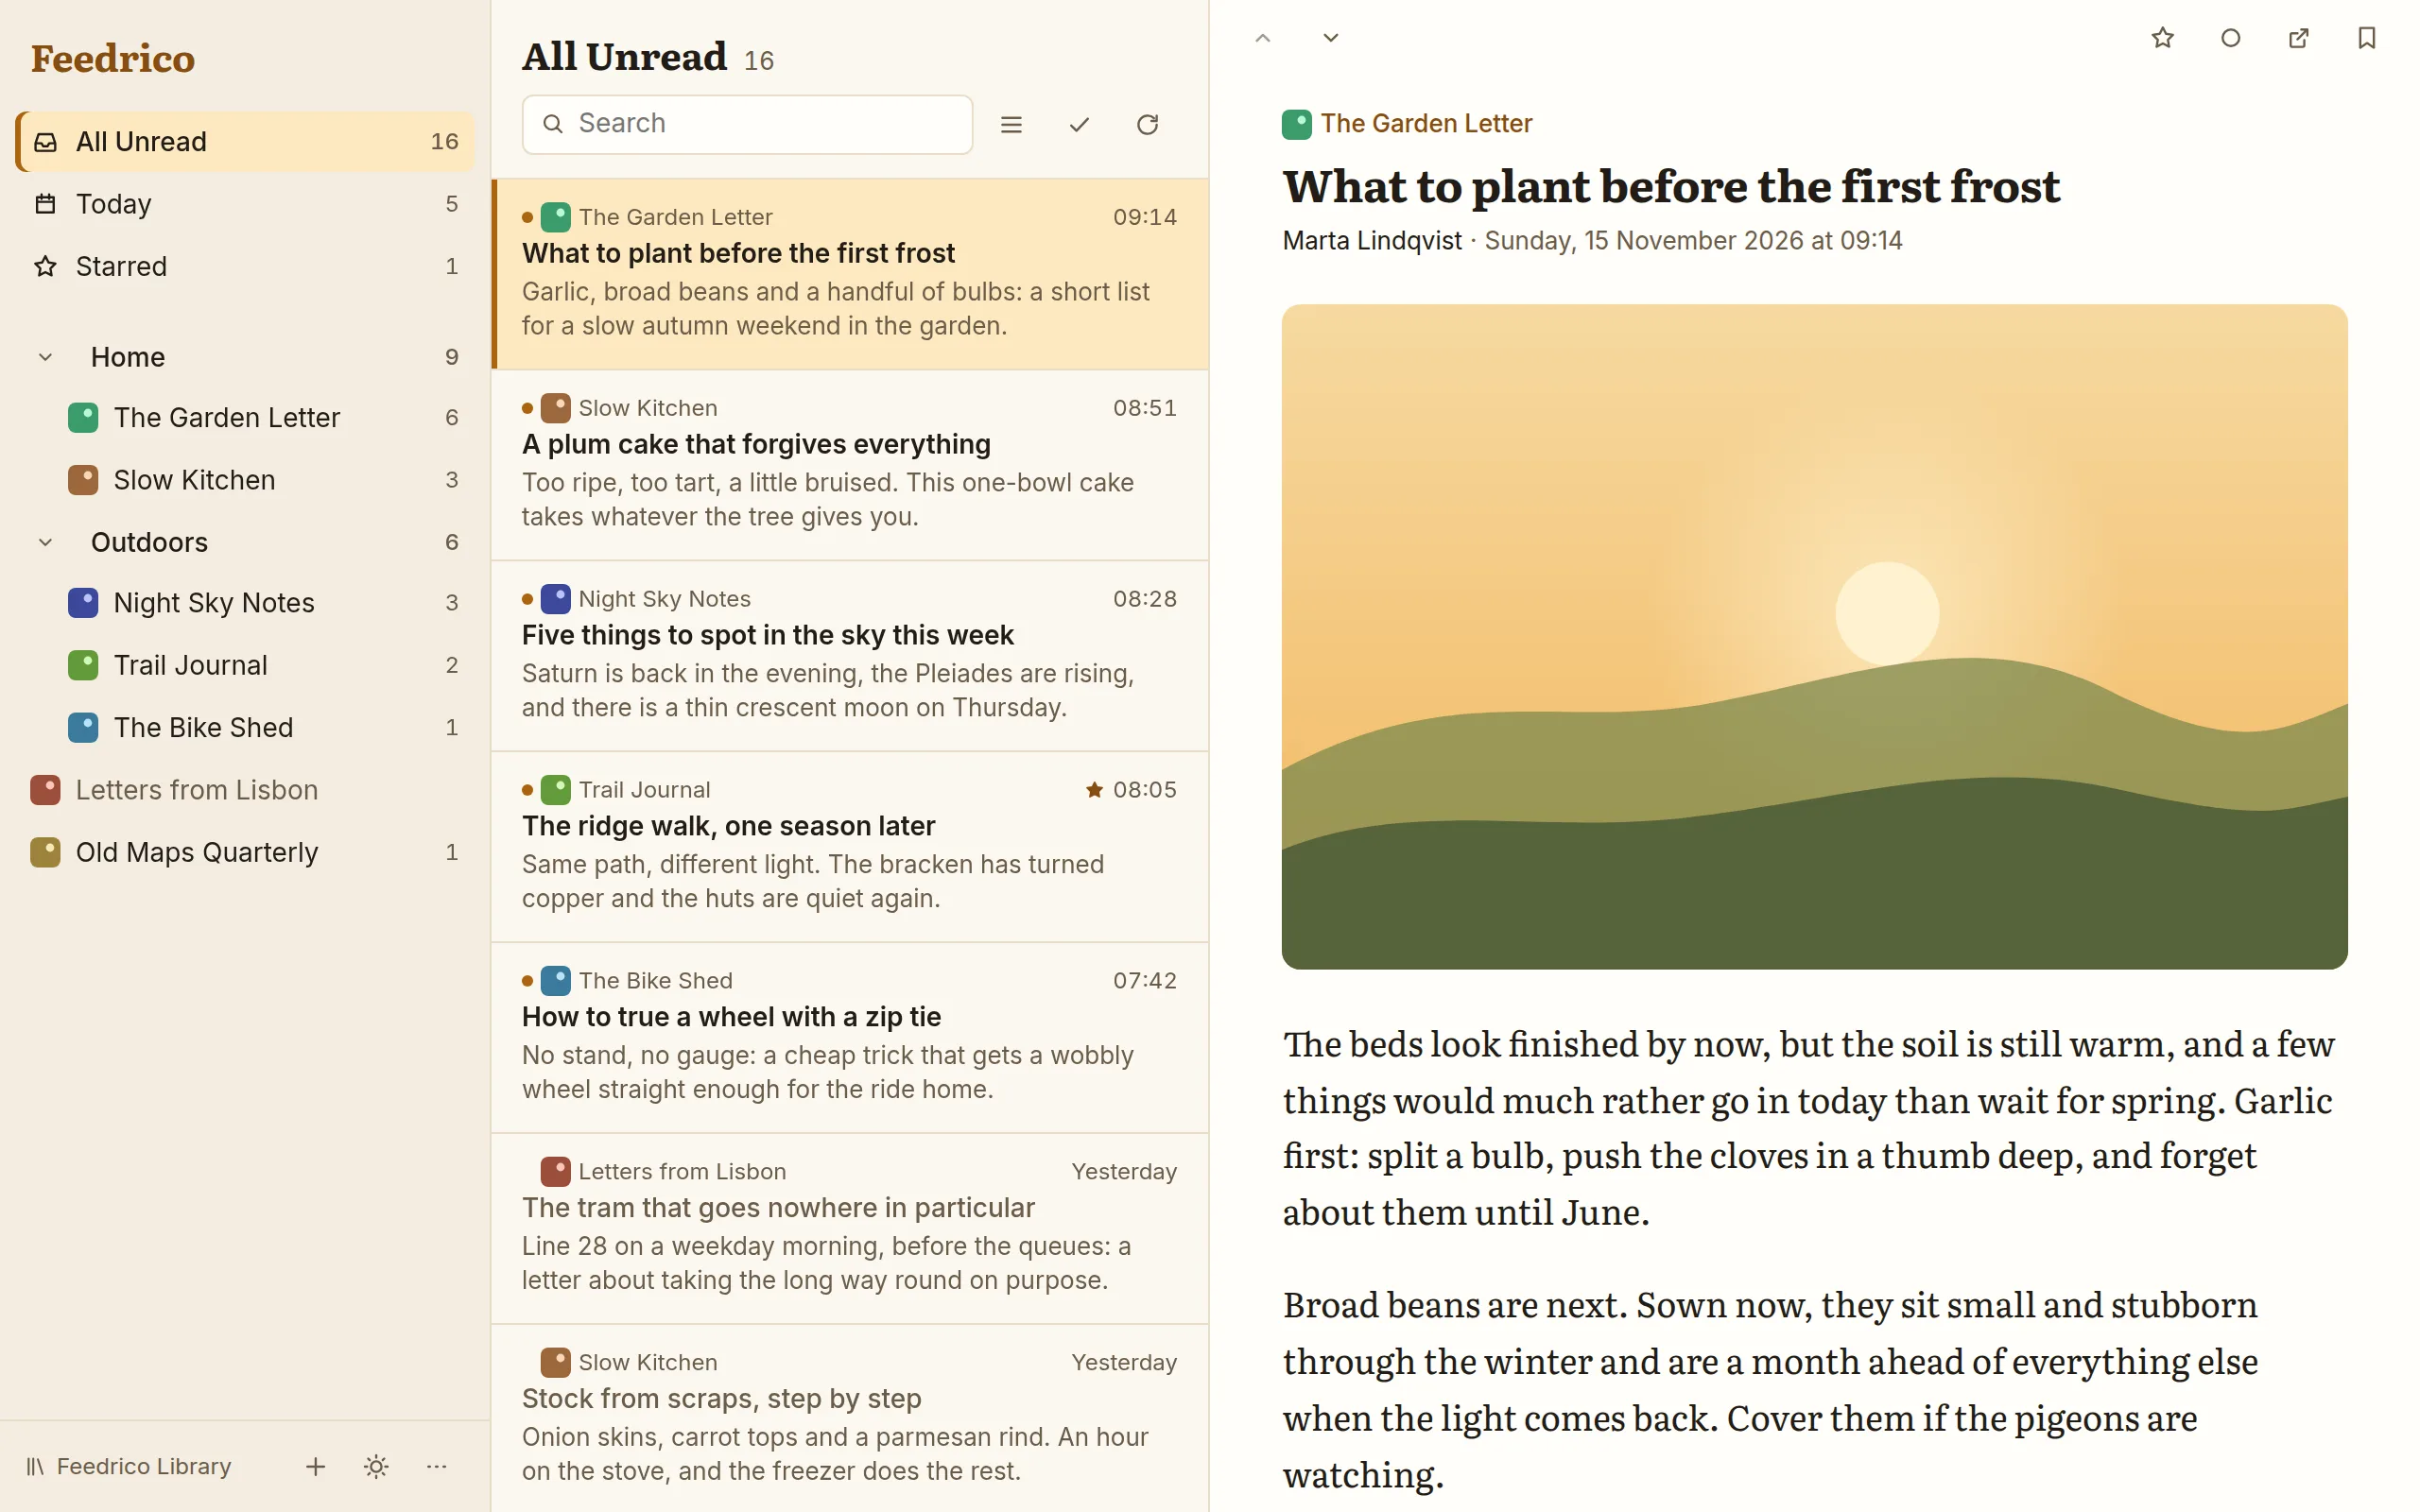 Feedrico
All Unread 16
Today 5
Starred 1
Home 9
The Garden Letter 6
Slow Kitchen 3
Outdoors 6
Night Sky Notes 3
Trail Journal 2
The Bike Shed 1
Letters from Lisbon
Old Maps Quarterly 1
Feedrico Library
All Unread 16
Search
The Garden Letter 09:14
What to plant before the first frost
Garlic, broad beans and a handful of bulbs: a short list
for a slow autumn weekend in the garden.
Slow Kitchen 08:51
A plum cake that forgives everything
Too ripe, too tart, a little bruised. This one-bowl cake
takes whatever the tree gives you.
Night Sky Notes 08:28
Five things to spot in the sky this week
Saturn is back in the evening, the Pleiades are rising,
and there is a thin crescent moon on Thursday.
Trail Journal 08:05
The ridge walk, one season later
Same path, different light. The bracken has turned
copper and the huts are quiet again.
The Bike Shed 07:42
How to true a wheel with a zip tie
No stand, no gauge: a cheap trick that gets a wobbly
wheel straight enough for the ride home.
Letters from Lisbon Yesterday
The tram that goes nowhere in particular
Line 28 on a weekday morning, before the queues: a
letter about taking the long way round on purpose.
Slow Kitchen Yesterday
Stock from scraps, step by step
Onion skins, carrot tops and a parmesan rind. An hour
on the stove, and the freezer does the rest.
The Garden Letter
What to plant before the first frost
Marta Lindqvist · Sunday, 15 November 2026 at 09:14
The beds look finished by now, but the soil is still warm, and a few
things would much rather go in today than wait for spring. Garlic
first: split a bulb, push the cloves in a thumb deep, and forget
about them until June.
Broad beans are next. Sown now, they sit small and stubborn
through the winter and are a month ahead of everything else
when the light comes back. Cover them if the pigeons are
watching.